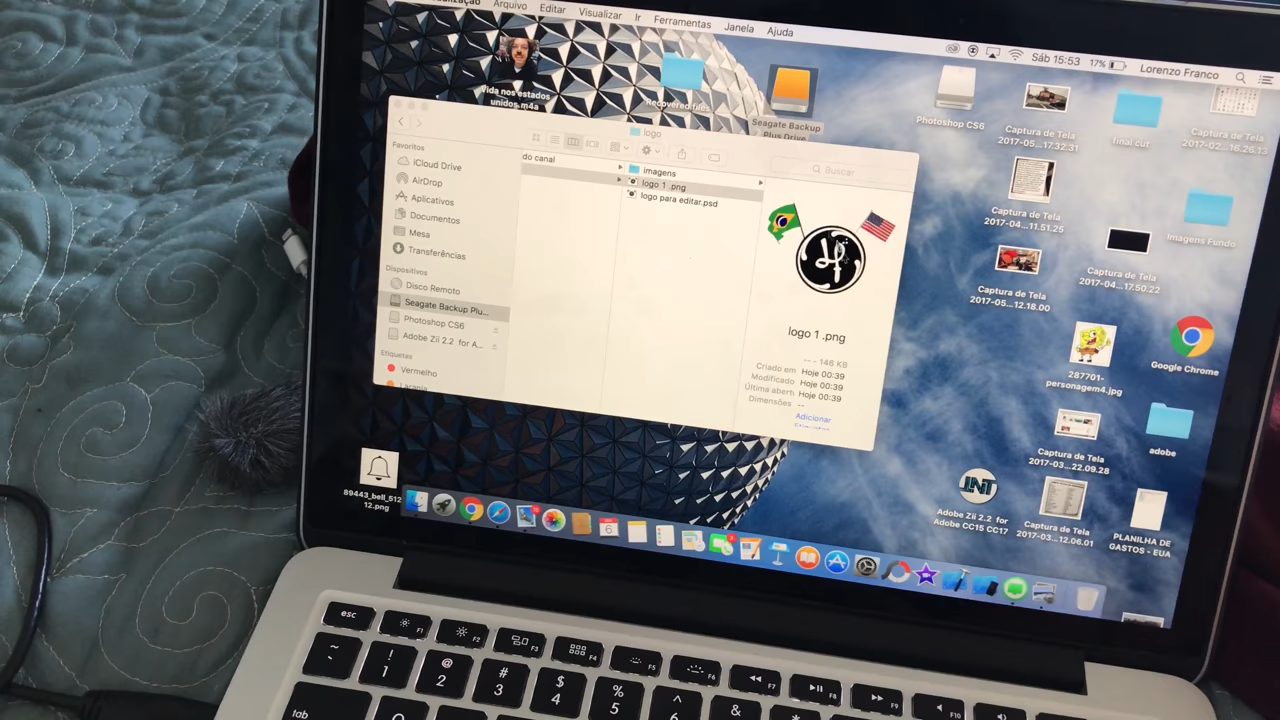 Arquivo Editar Visualizar Ir Ferramentas Janela Ajuda
Sáb 15:53 17% Lorenzo Franco
Vida nos estados
unidos.m4a
Recovered files
Seagate Backup
Plus Drive
Photoshop CS6
Captura de Tela
2017-05...17.32.31
final cut
Captura de Tela
2017-02...16.26.13
logo
Buscar
Favoritos
iCloud Drive
AirDrop
Aplicativos
Documentos
Mesa
Transferências
Dispositivos
Disco Remoto
Seagate Backup Plu...
Photoshop CS6
Adobe Zii 2.2 for A...
Etiquetas
Vermelho
Laranja
do canal
imagens
logo 1 .png
logo para editar.psd
logo 1 .png
-- - 146 KB
Criado em Hoje 00:39
Modificado Hoje 00:39
Última abert Hoje 00:39
Dimensões --
Adicionar
Captura de Tela
2017-04...11.51.25
Imagens Fundo
Captura de Tela
2017-04...17.50.22
Captura de Tela
2017-05...12.18.00
287701-
personagem4.jpg
Google Chrome
Captura de Tela
2017-03...22.09.28
adobe
TNT
Adobe Zii 2.2 for
Adobe CC15 CC17
Captura de Tela
2017-03...12.06.01
PLANILHA DE
GASTOS - EUA
89443_bell_512
12.png
6
esc F1 F2 F3 F4 F5 F6 F7 F8 F9 F10
~ ! 1 @ 2 # 3 $ 4 % 5 ^ 6 & *
tab